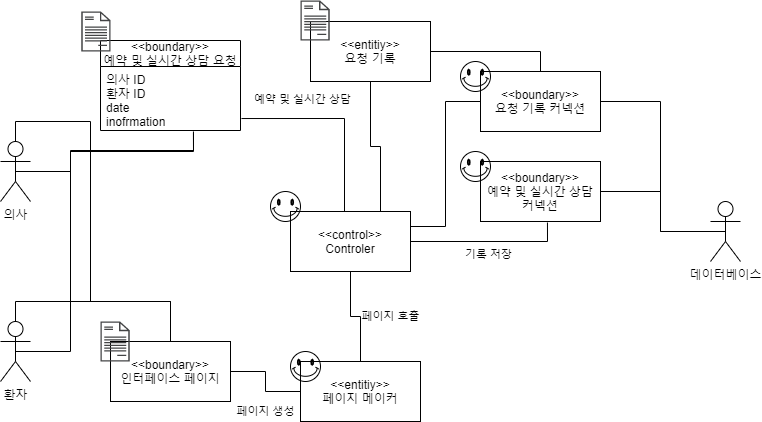 <<boundary>>
예약 및 실시간 상담 요청
의사 ID
환자 ID
date
inofrmation
<<entitiy>>
요청 기록
예약 및 실시간 상담
<<boundary>>
요청 기록 커넥션
<<boundary>>
예약 및 실시간 상담
커넥션
의사
<<control>>
Controler
기록 저장
데이터베이스
페이지 호출
<<boundary>>
인터페이스 페이지
<<entitiy>>
페이지 메이커
환자
페이지 생성